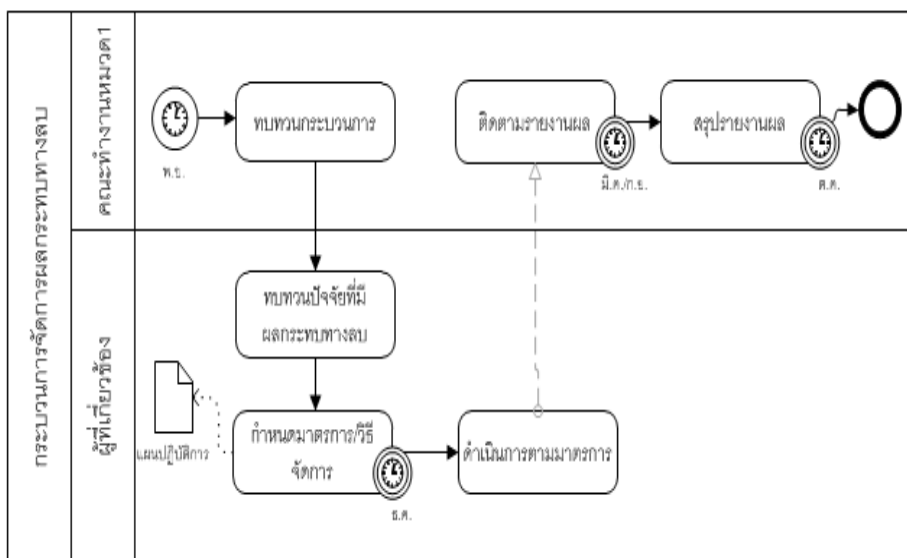 กระบวนการจัดการผลกระทบทางลบ
คณะทำงานหมวด1
ทบทวนกระบวนการ
ติดตามรายงานผล
สรุปรายงานผล
พ.ย.
มี.ค./ก.ย.
ต.ค.
ผู้ที่เกี่ยวข้อง
ทบทวนปัจจัยที่มี
ผลกระทบทางลบ
แผนปฏิบัติการ
กำหนดมาตรการ/วิธี
จัดการ
ดำเนินการตามมาตรการ
ธ.ค.